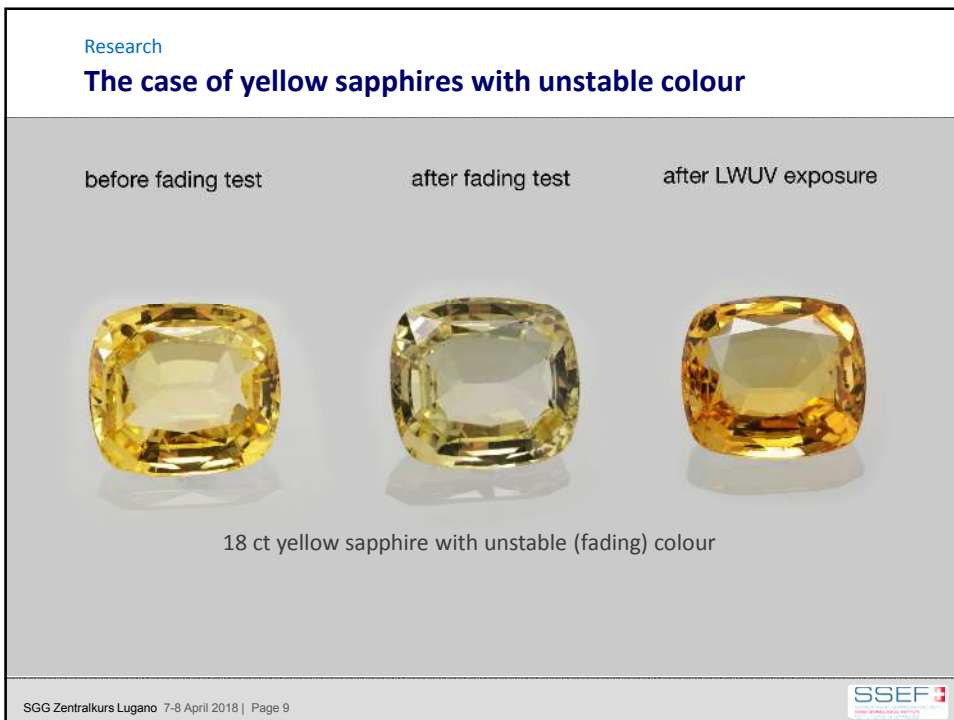 Research
The case of yellow sapphires with unstable colour
before fading test
after fading test
after LWUV exposure
18 ct yellow sapphire with unstable (fading) colour
SGG Zentralkurs Lugano 7-8 April 2018 | Page 9
SSEF